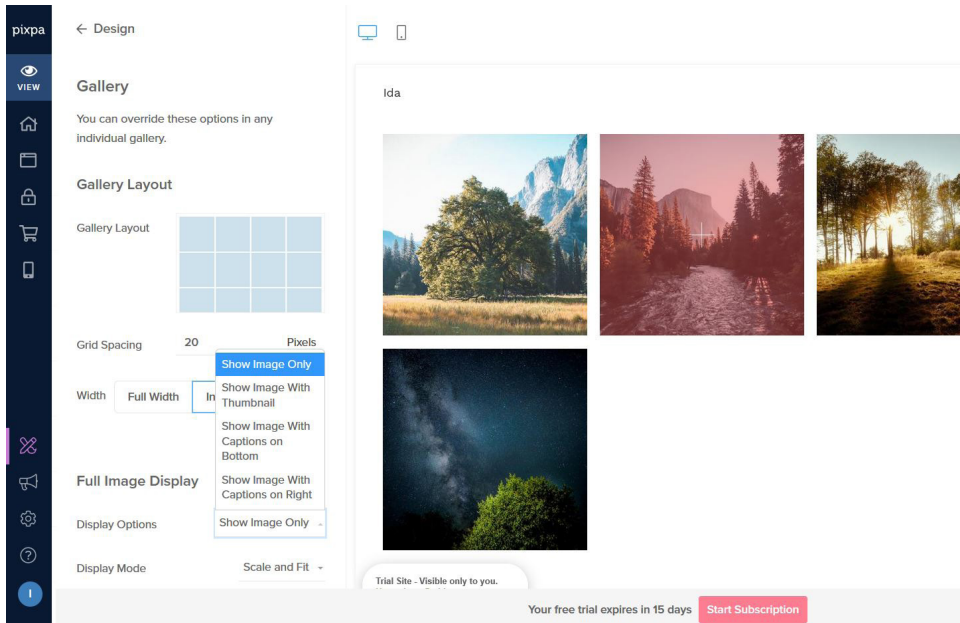 pixpa
VIEW
← Design
Gallery
You can override these options in any
individual gallery.
Gallery Layout
Gallery Layout
Grid Spacing 20 Pixels
Show Image Only
Show Image With
Thumbnail
Show Image With
Captions on
Bottom
Show Image With
Captions on Right
Width Full Width In
Full Image Display
Display Options Show Image Only
Display Mode Scale and Fit
I
Ida
Trial Site - Visible only to you.
Your free trial expires in 15 days Start Subscription